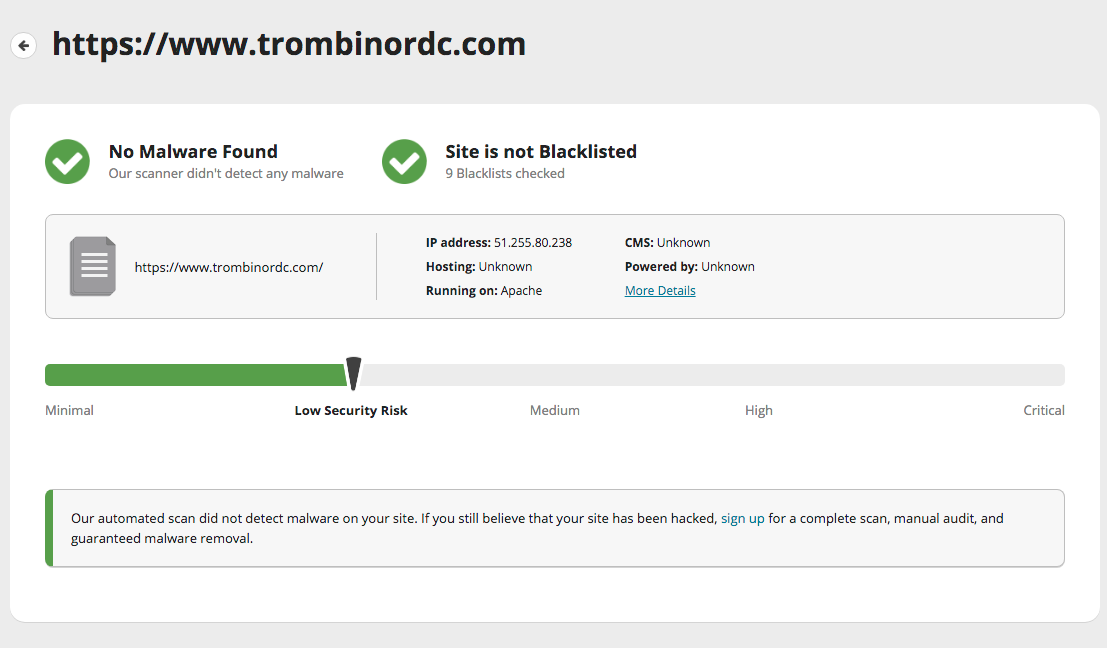 https://www.trombinordc.com
No Malware Found
Our scanner didn't detect any malware
Site is not Blacklisted
9 Blacklists checked
https://www.trombinordc.com/
IP address: 51.255.80.238
Hosting: Unknown
Running on: Apache
CMS: Unknown
Powered by: Unknown
More Details
Minimal
Low Security Risk
Medium
High
Critical
Our automated scan did not detect malware on your site. If you still believe that your site has been hacked, sign up for a complete scan, manual audit, and
guaranteed malware removal.